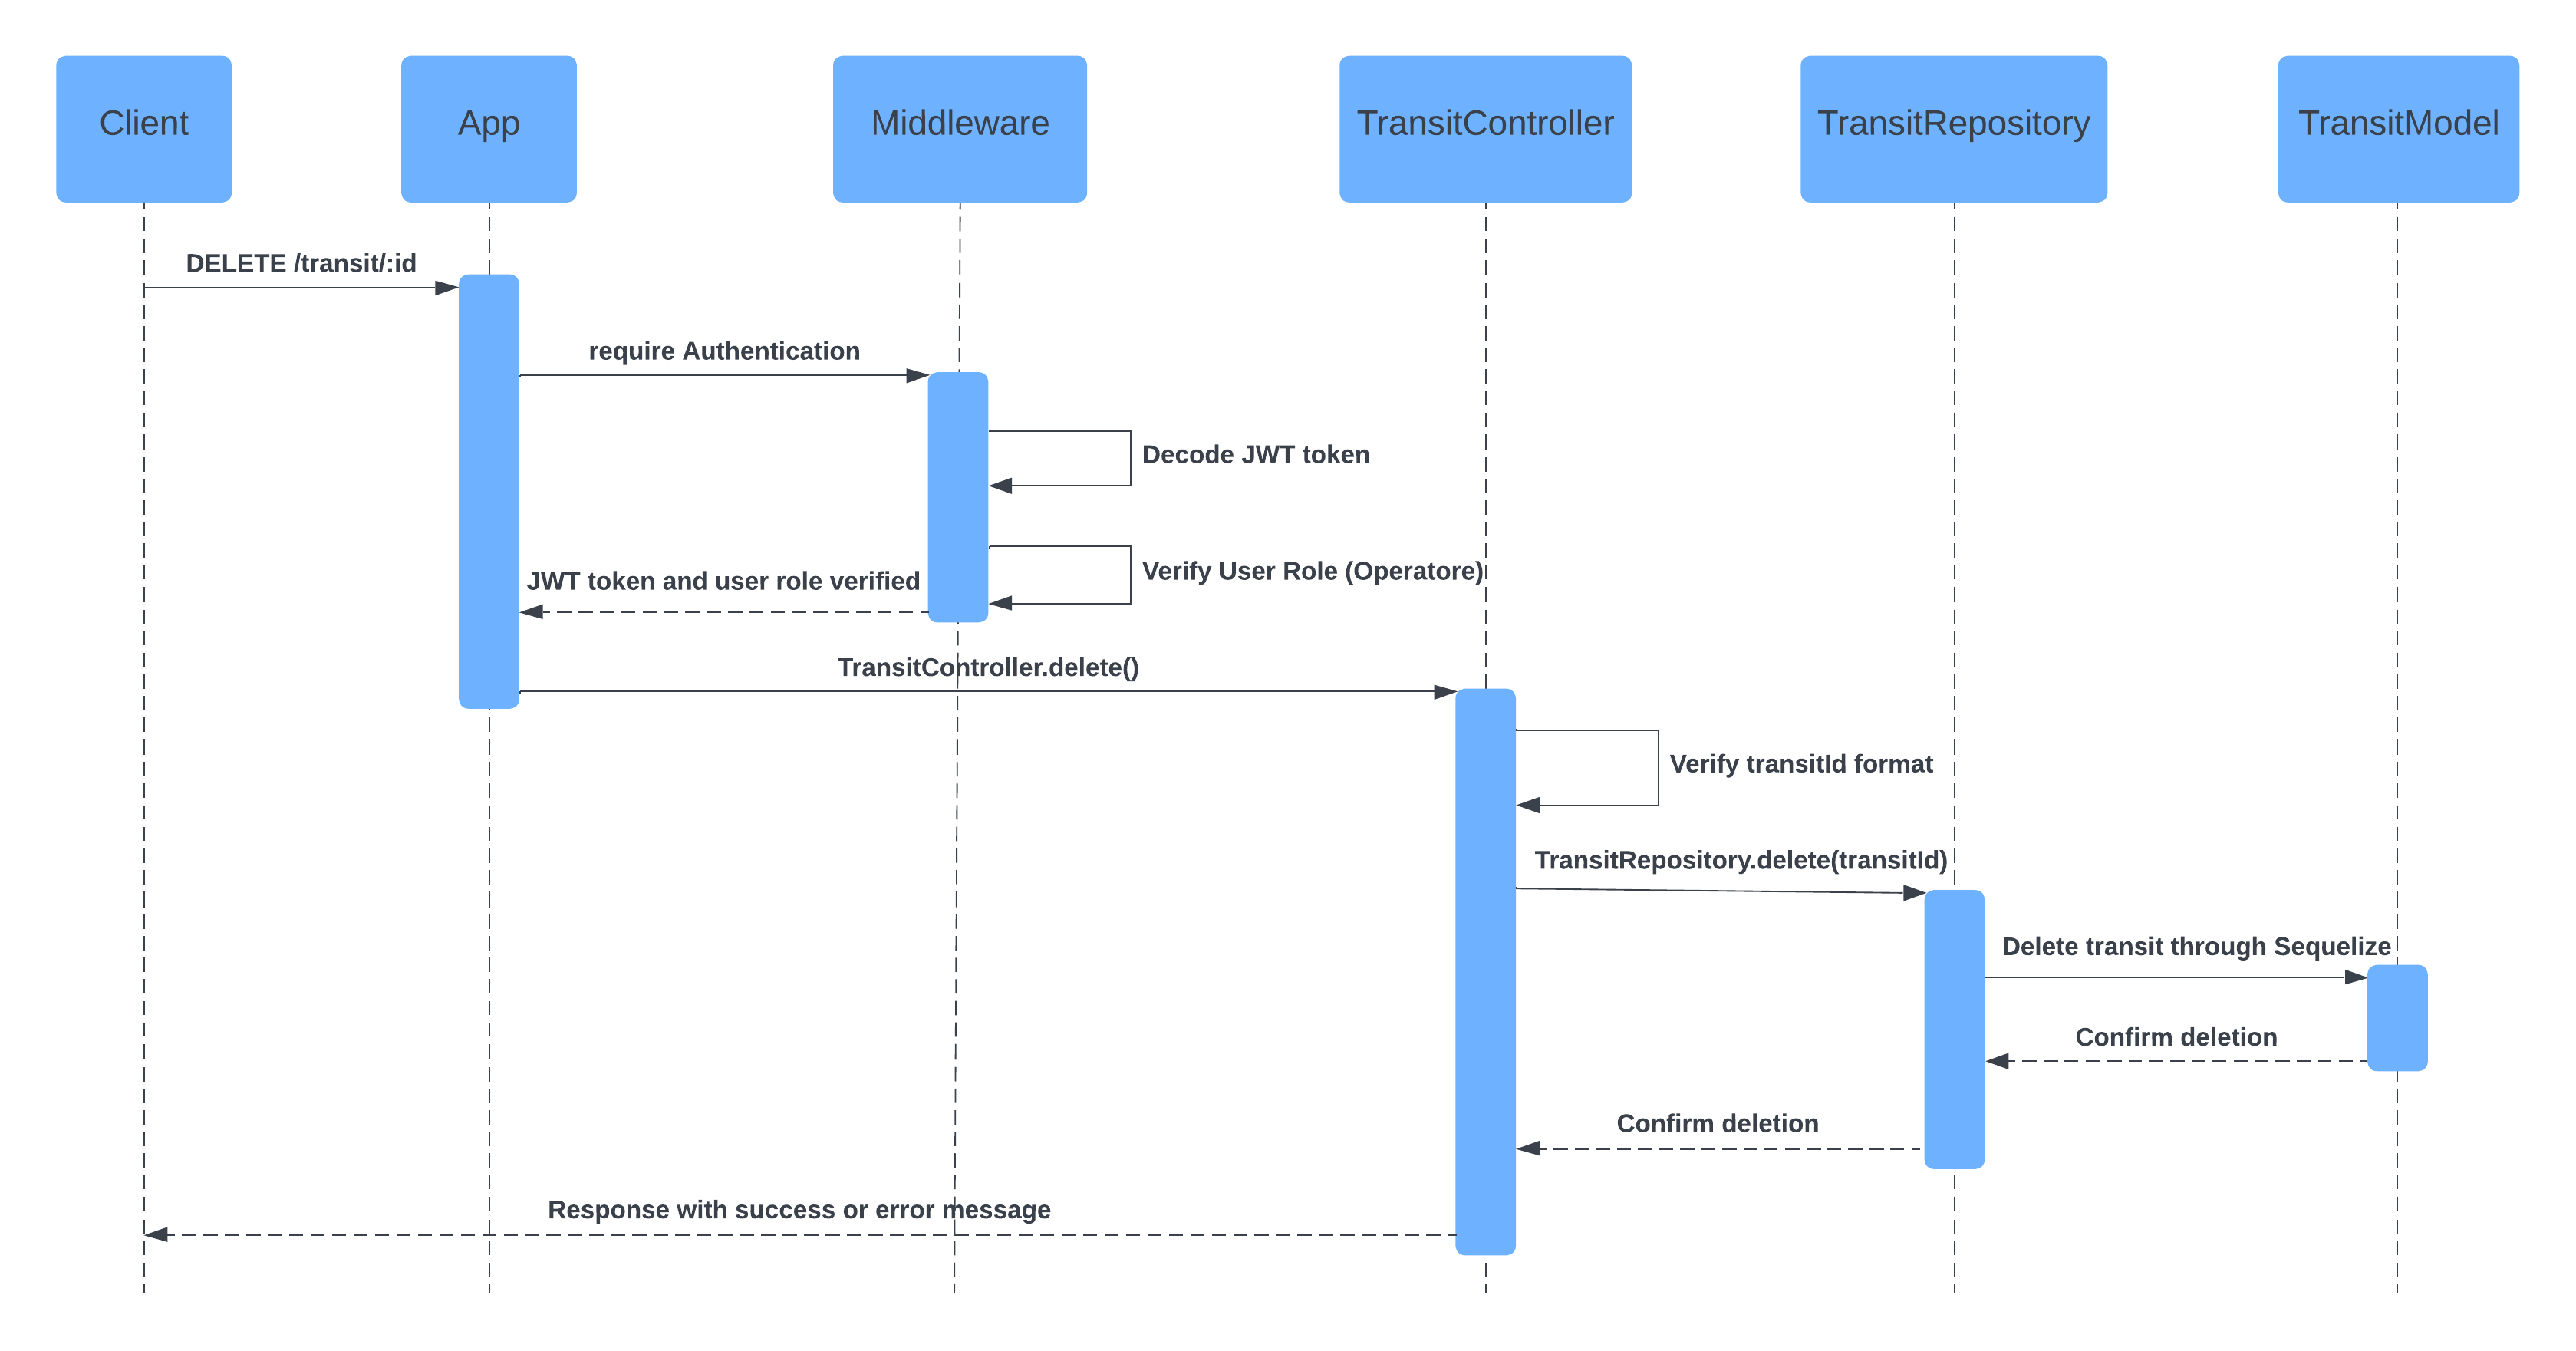 Client
App
Middleware
TransitController
TransitRepository
TransitModel
DELETE /transit/:id
require Authentication
Decode JWT token
Verify User Role (Operatore)
JWT token and user role verified
TransitController.delete()
Verify transitId format
TransitRepository.delete(transitId)
Delete transit through Sequelize
Confirm deletion
Confirm deletion
Response with success or error message